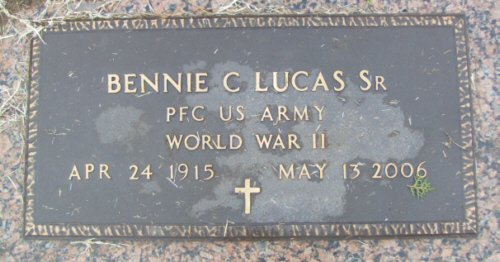 BENNIE C LUCAS SR
PFC US ARMY
WORLD WAR II
APR 24 1915 MAY 13 2006